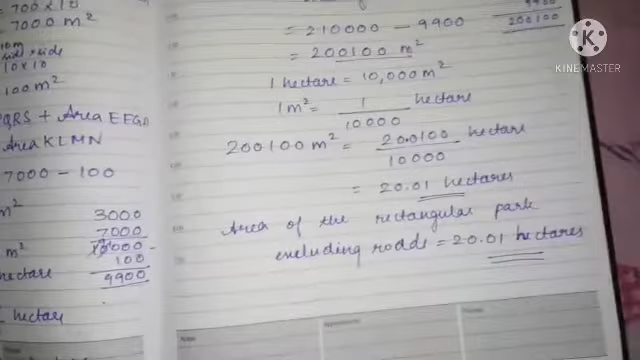 = 700 × 10
7000 m²
10m
side × side
10 × 10
100 m²
PQRS + Area EFGH
Area KLMN
7000 - 100
m²
3000
7000
10000
m²
100
hectare
9900
hectare
= 210000 - 9900
9900
200100
= 200100 m²
1 hectare = 10,000 m²
1 m² = 1/10000 hectare
200100 m² = 200100/10000 hectare
= 20.01 hectares
Area of the rectangular park
excluding roads = 20.01 hectares
KINEMASTER